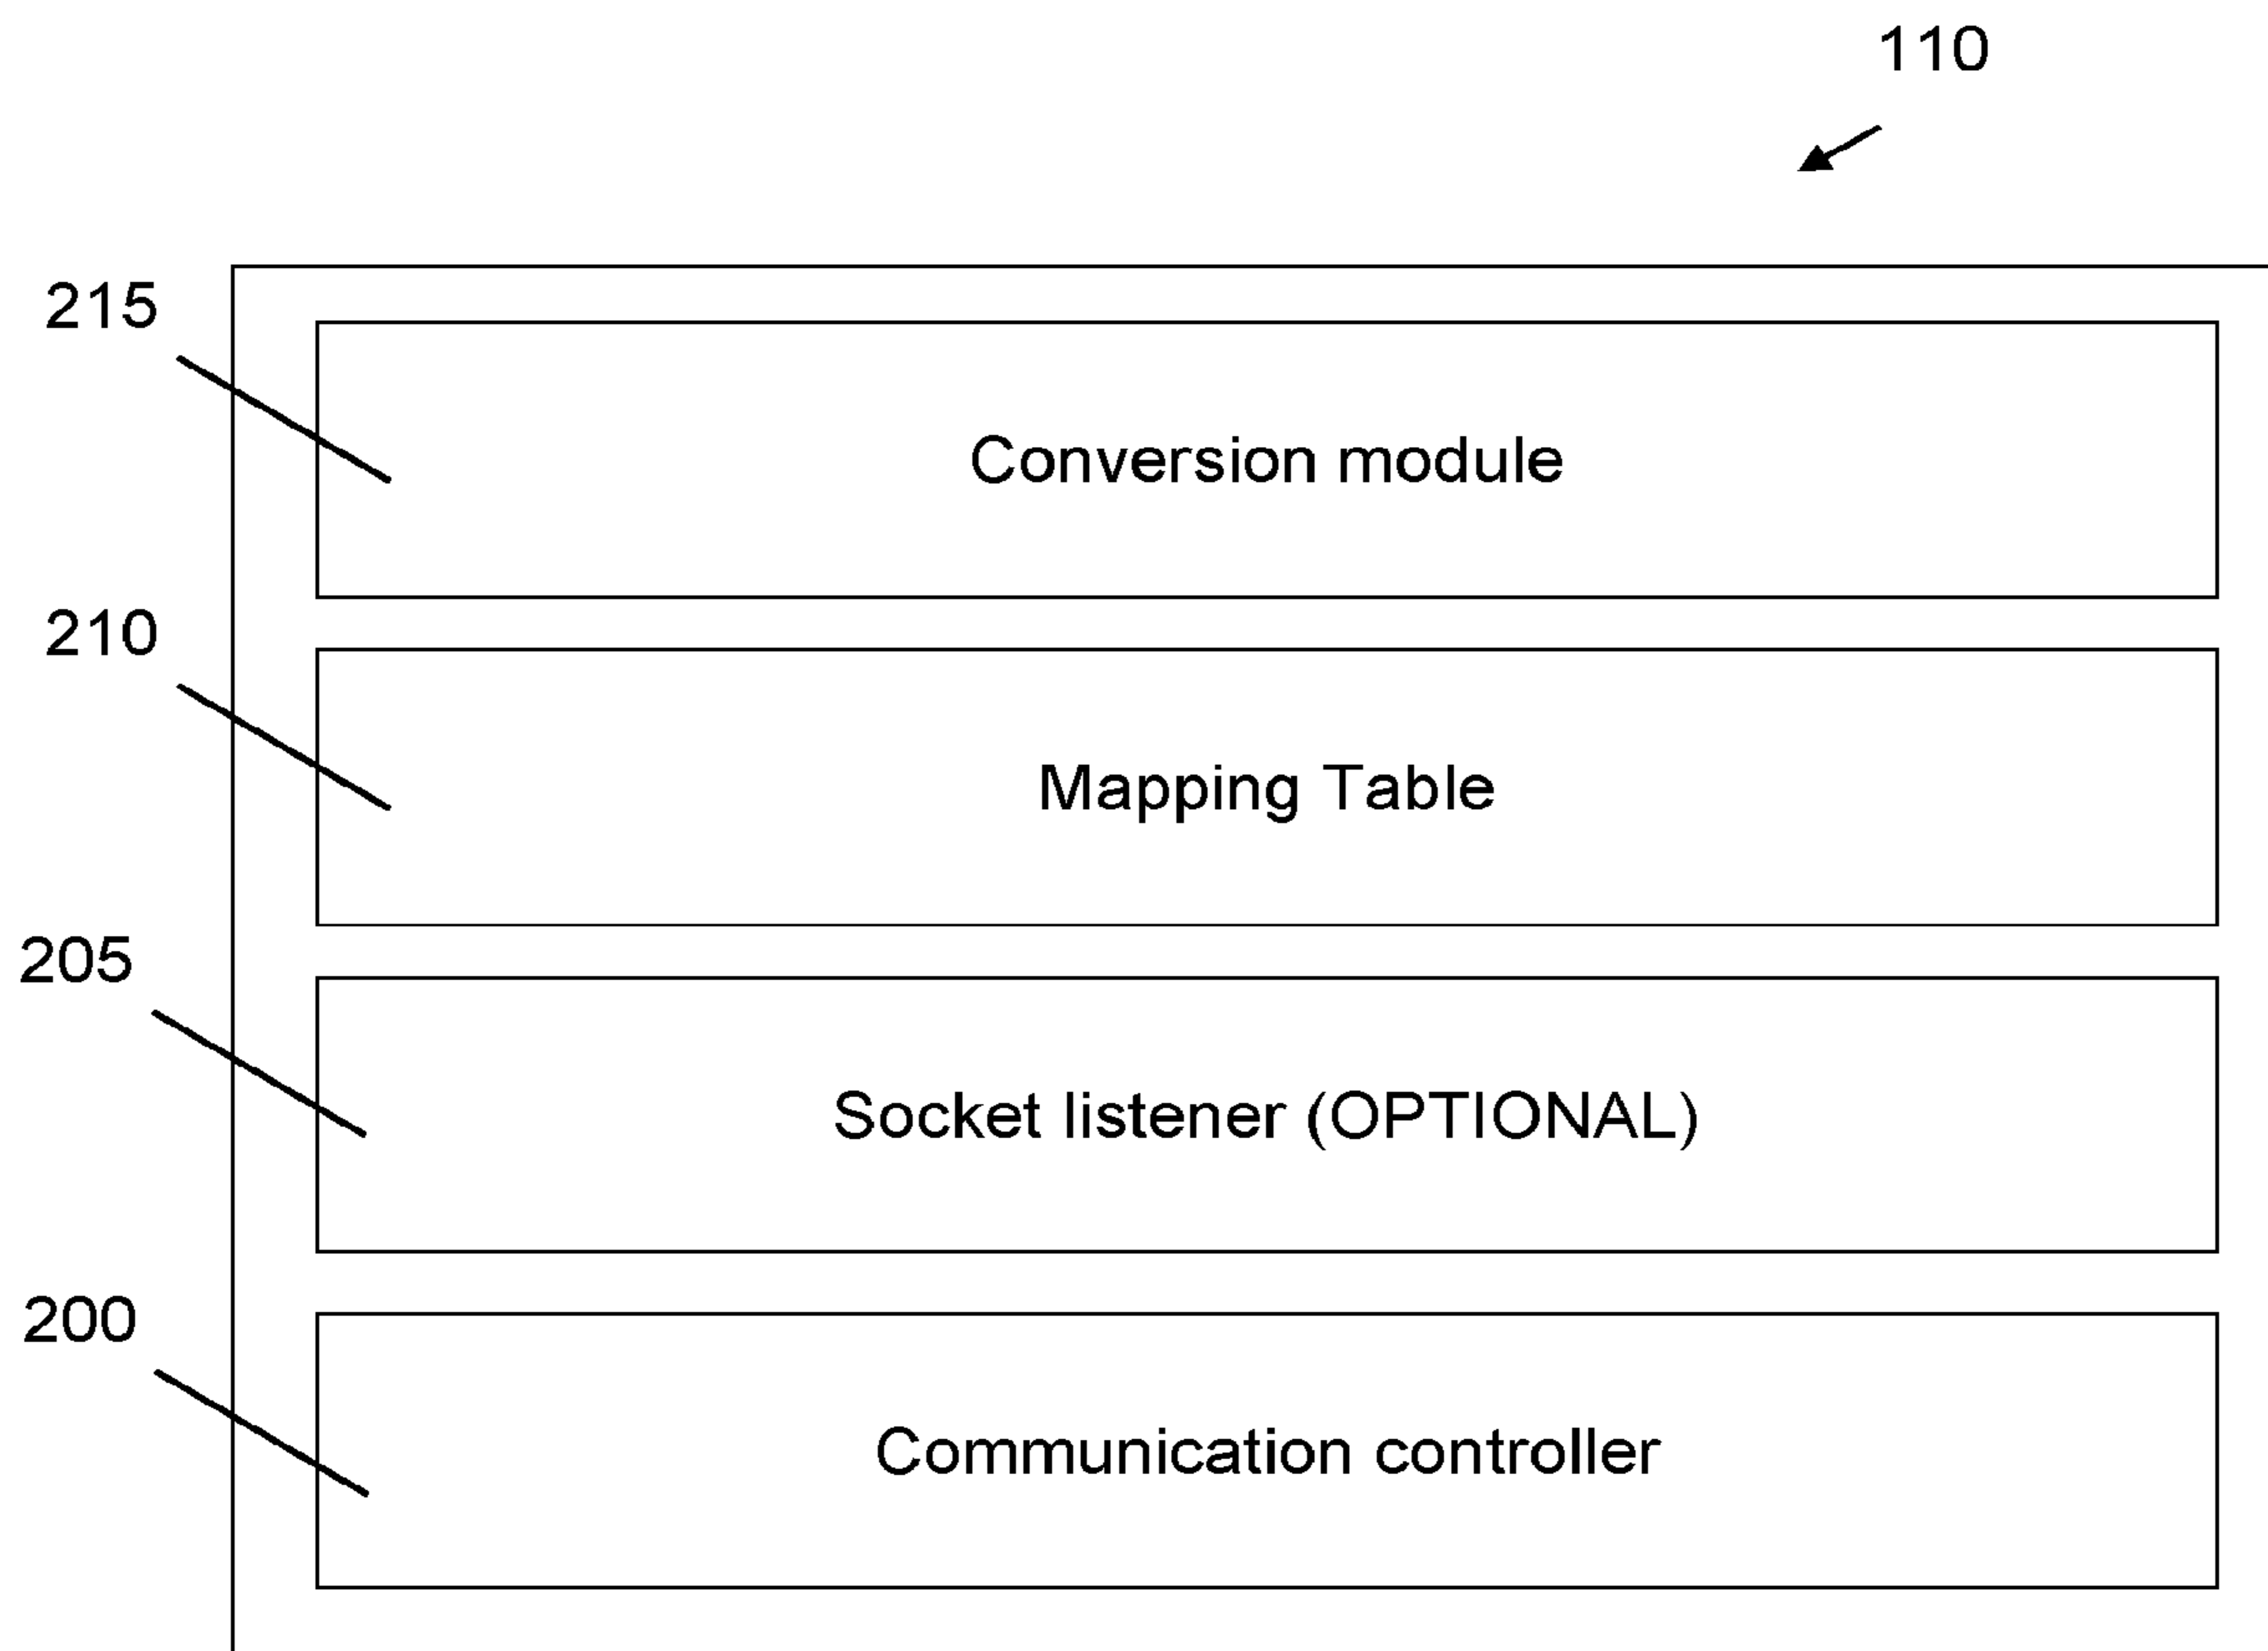 110
215
Conversion module
210
Mapping Table
205
Socket listener (OPTIONAL)
200
Communication controller